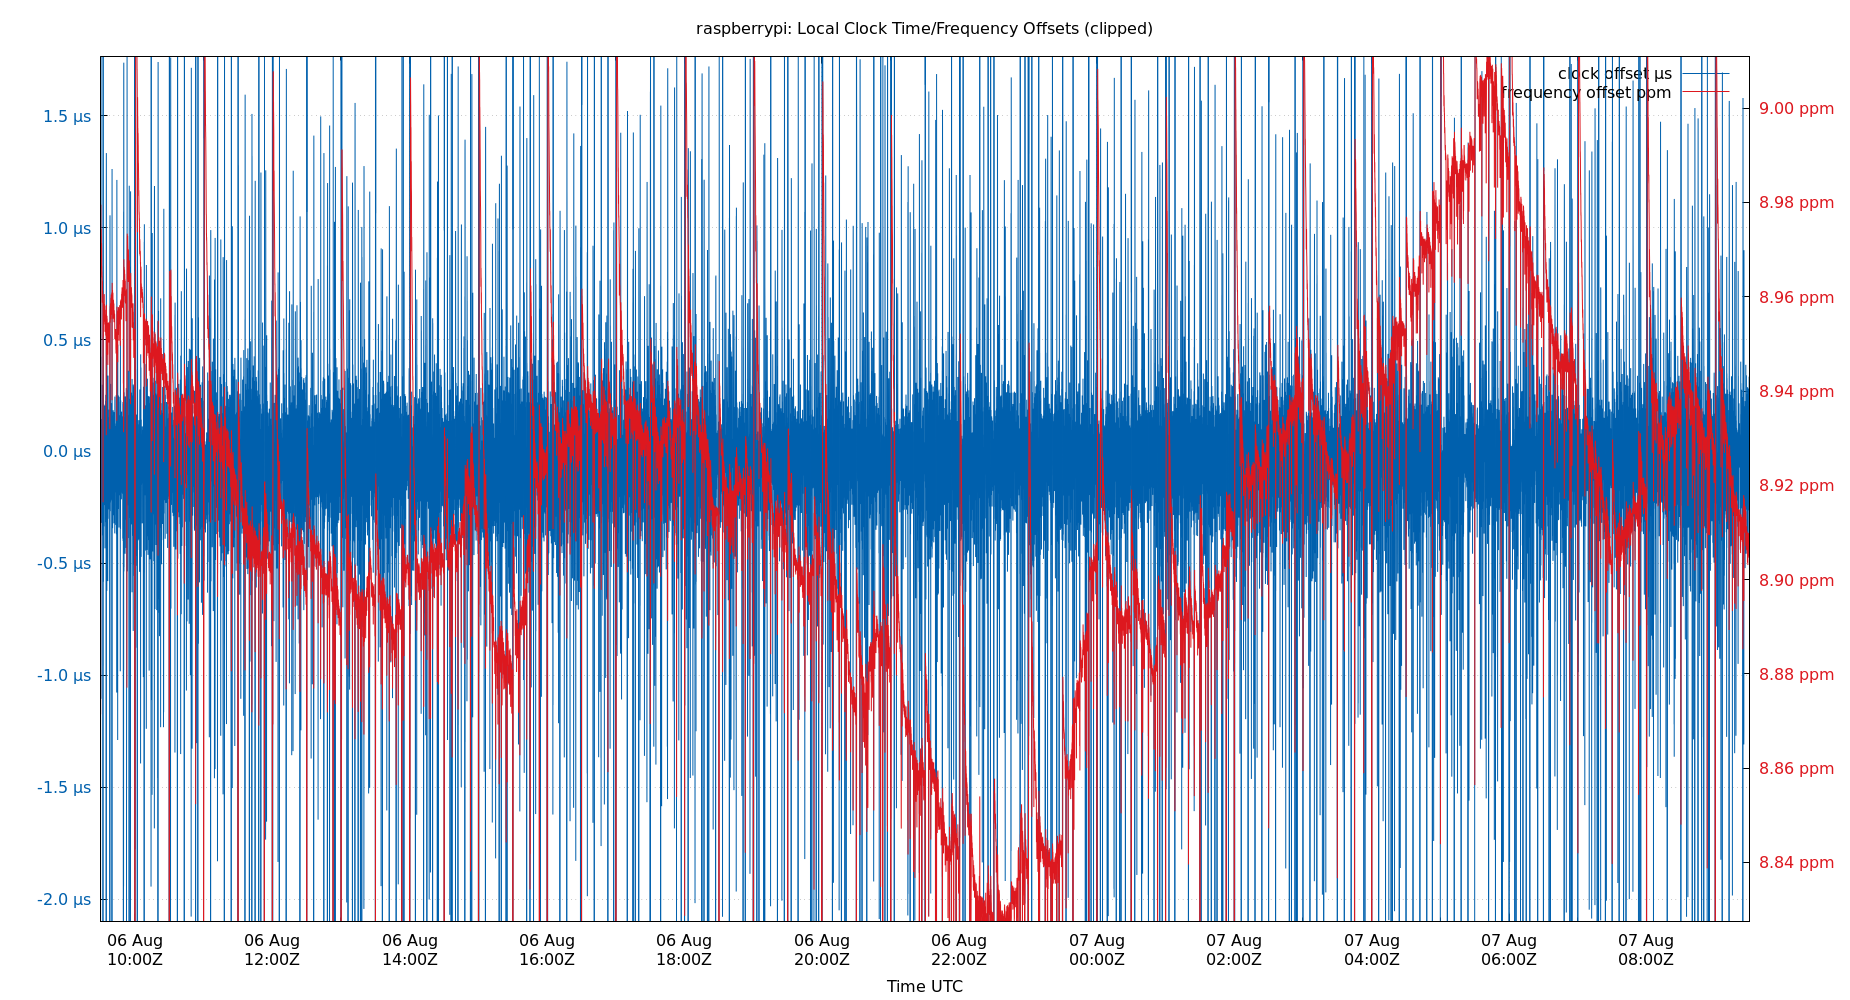 raspberrypi: Local Clock Time/Frequency Offsets (clipped)
clock offset µs
frequency offset ppm
1.5 µs
1.0 µs
0.5 µs
0.0 µs
-0.5 µs
-1.0 µs
-1.5 µs
-2.0 µs
9.00 ppm
8.98 ppm
8.96 ppm
8.94 ppm
8.92 ppm
8.90 ppm
8.88 ppm
8.86 ppm
8.84 ppm
06 Aug
10:00Z
06 Aug
12:00Z
06 Aug
14:00Z
06 Aug
16:00Z
06 Aug
18:00Z
06 Aug
20:00Z
06 Aug
22:00Z
07 Aug
00:00Z
07 Aug
02:00Z
07 Aug
04:00Z
07 Aug
06:00Z
07 Aug
08:00Z
Time UTC